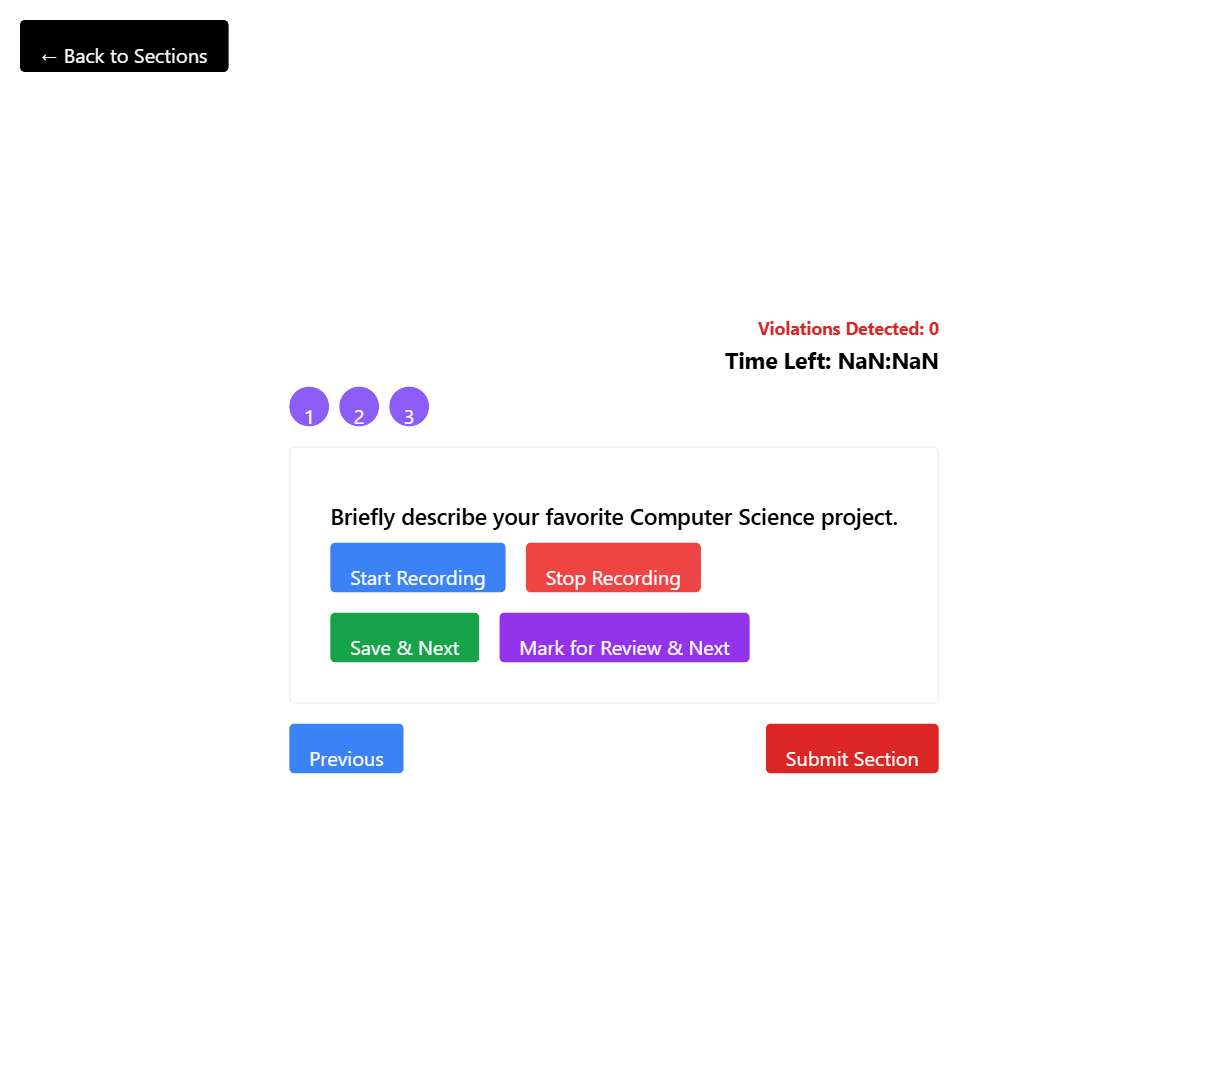 ← Back to Sections
Violations Detected: 0
Time Left: NaN:NaN
1 2 3
Briefly describe your favorite Computer Science project.
Start Recording Stop Recording
Save & Next Mark for Review & Next
Previous Submit Section